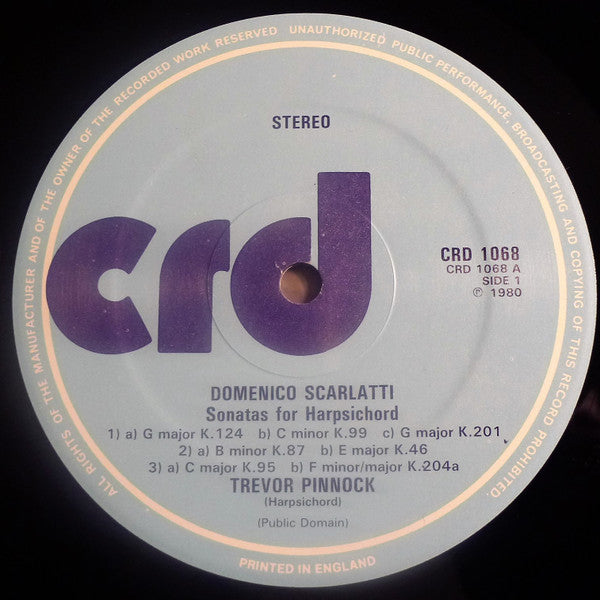 ALL RIGHTS OF THE MANUFACTURER AND OF THE OWNER OF THE RECORDED WORK RESERVED UNAUTHORIZED PUBLIC PERFORMANCE, BROADCASTING AND COPYING OF THIS RECORD PROHIBITED.
STEREO
crd
CRD 1068
CRD 1068 A
SIDE 1
℗ 1980
DOMENICO SCARLATTI
Sonatas for Harpsichord
1) a) G major K.124 b) C minor K.99 c) G major K.201
2) a) B minor K.87 b) E major K.46
3) a) C major K.95 b) F minor/major K.204a
TREVOR PINNOCK
(Harpsichord)
(Public Domain)
PRINTED IN ENGLAND